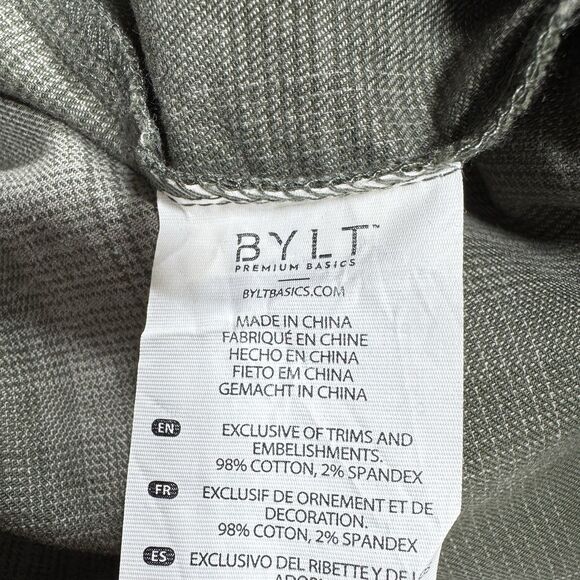 BYLT™
PREMIUM BASICS
BYLTBASICS.COM
MADE IN CHINA
FABRIQUÉ EN CHINE
HECHO EN CHINA
FIETO EM CHINA
GEMACHT IN CHINA
EN EXCLUSIVE OF TRIMS AND
EMBELISHMENTS.
98% COTTON, 2% SPANDEX
FR EXCLUSIF DE ORNEMENT ET DE
DECORATION.
98% COTON, 2% SPANDEX
ES EXCLUSIVO DEL RIBETTE Y DE